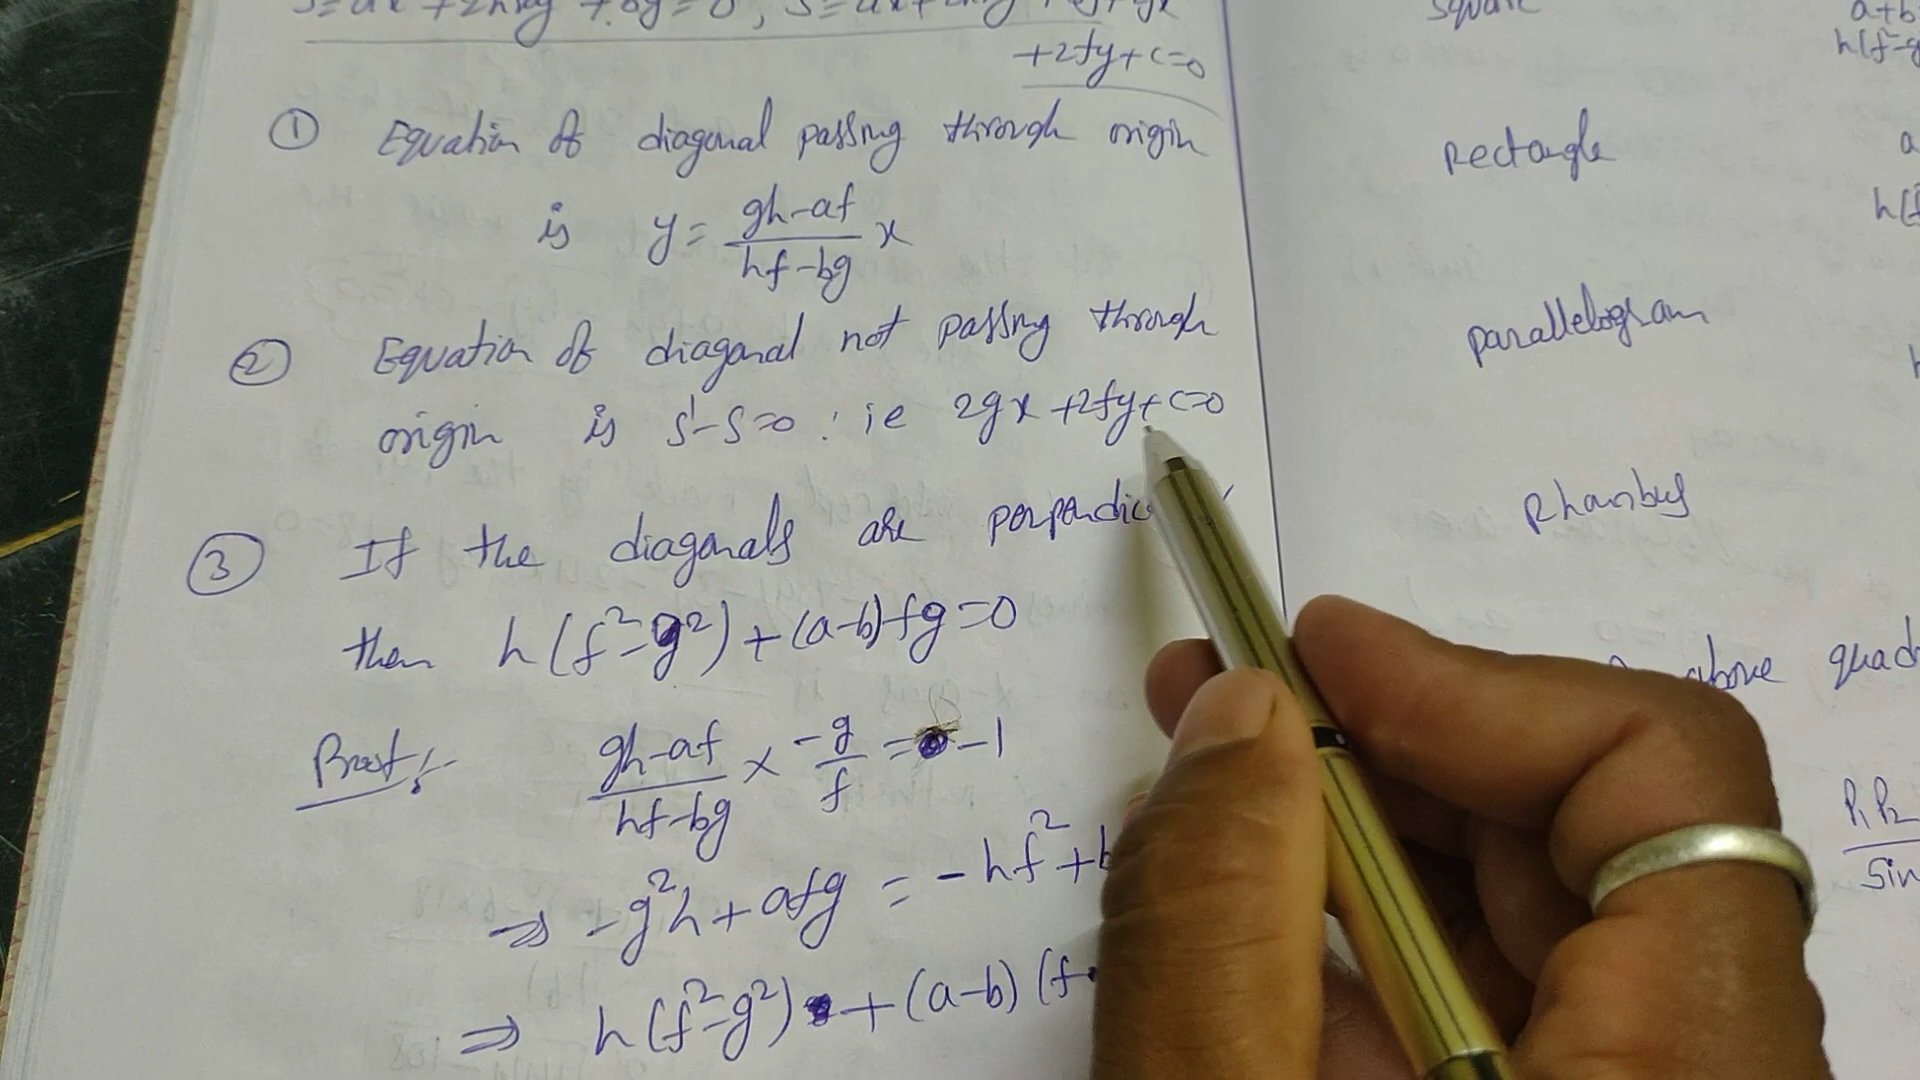 +2fy+c=0
① Equation of diagonal passing through origin
is y = gh-af / hf-bg x
② Equation of diagonal not passing through
origin is S'-S=0 : ie 2gx+2fy+c=0
③ If the diagonals are
then h(f²-g²)+(a-b)fg=0
Proof:- gh-af / hf-bg × -g / f = -1
⇒ -g²h+afg = -hf²+
⇒ h(f²-g²)+(a-b)(f
square
a+b
Rectangle
a
parallelogram
Rhombus
above quad
Sin